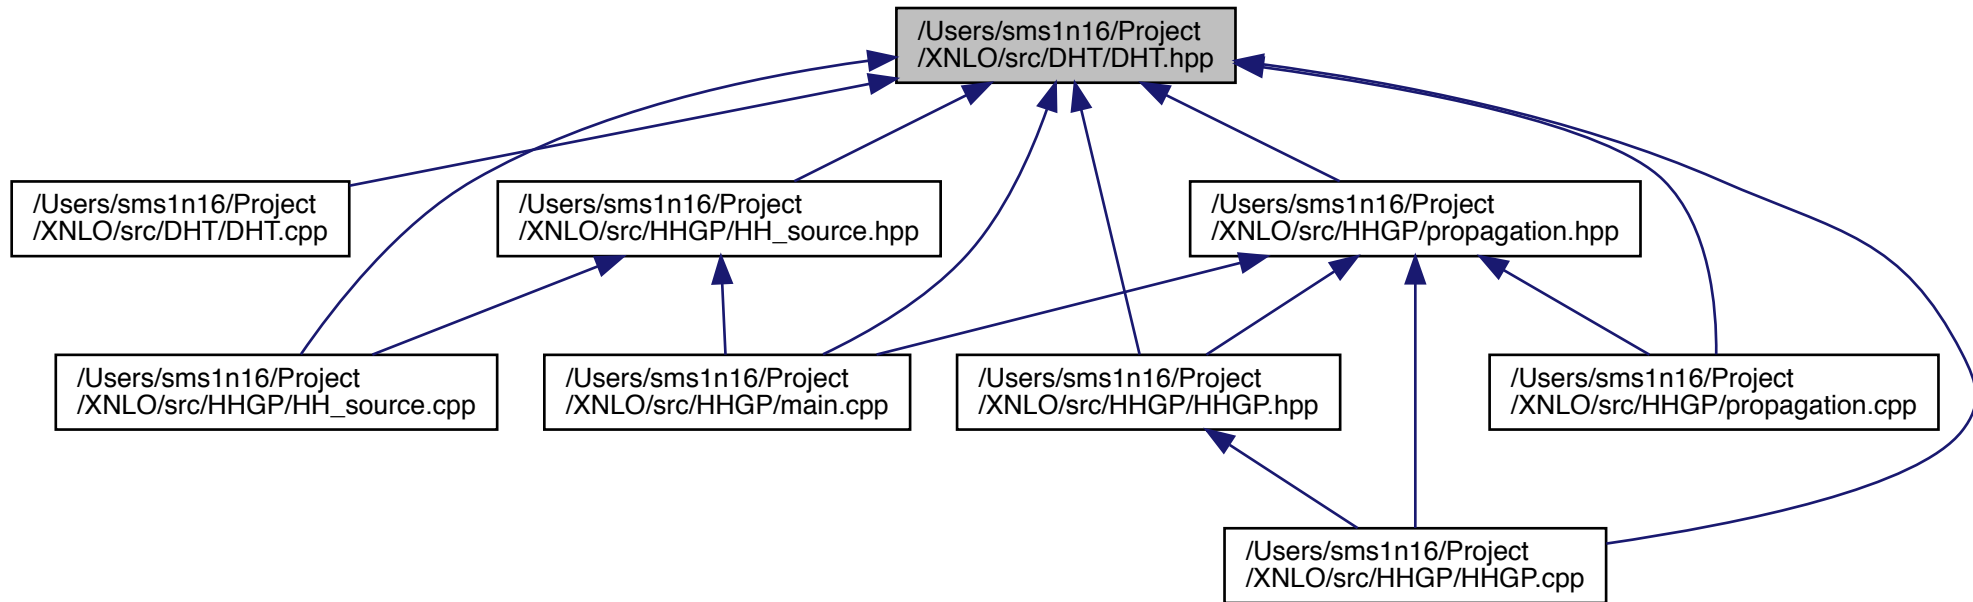 /Users/sms1n16/Project
/XNLO/src/DHT/DHT.hpp
/Users/sms1n16/Project
/XNLO/src/DHT/DHT.cpp
/Users/sms1n16/Project
/XNLO/src/HHGP/HH_source.hpp
/Users/sms1n16/Project
/XNLO/src/HHGP/propagation.hpp
/Users/sms1n16/Project
/XNLO/src/HHGP/HH_source.cpp
/Users/sms1n16/Project
/XNLO/src/HHGP/main.cpp
/Users/sms1n16/Project
/XNLO/src/HHGP/HHGP.hpp
/Users/sms1n16/Project
/XNLO/src/HHGP/propagation.cpp
/Users/sms1n16/Project
/XNLO/src/HHGP/HHGP.cpp